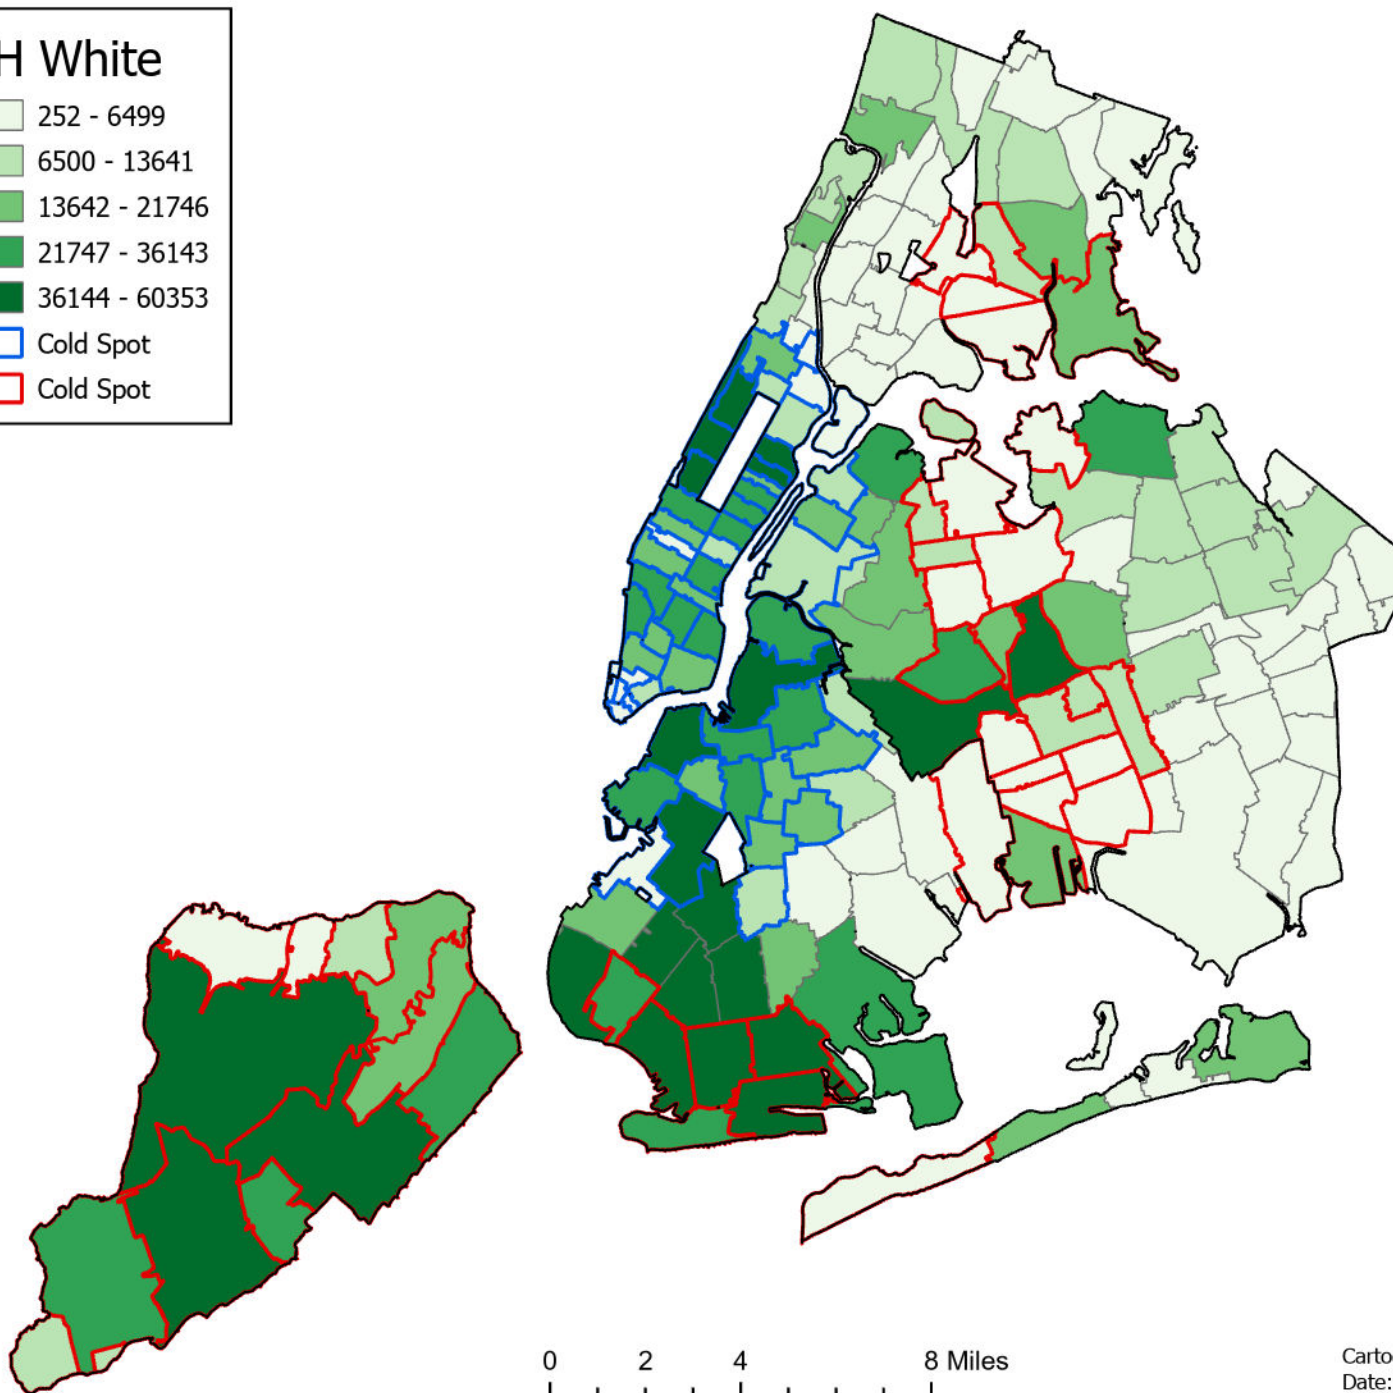 H White
252 - 6499
6500 - 13641
13642 - 21746
21747 - 36143
36144 - 60353
Cold Spot
Cold Spot
0 2 4 8 Miles
Carto
Date: